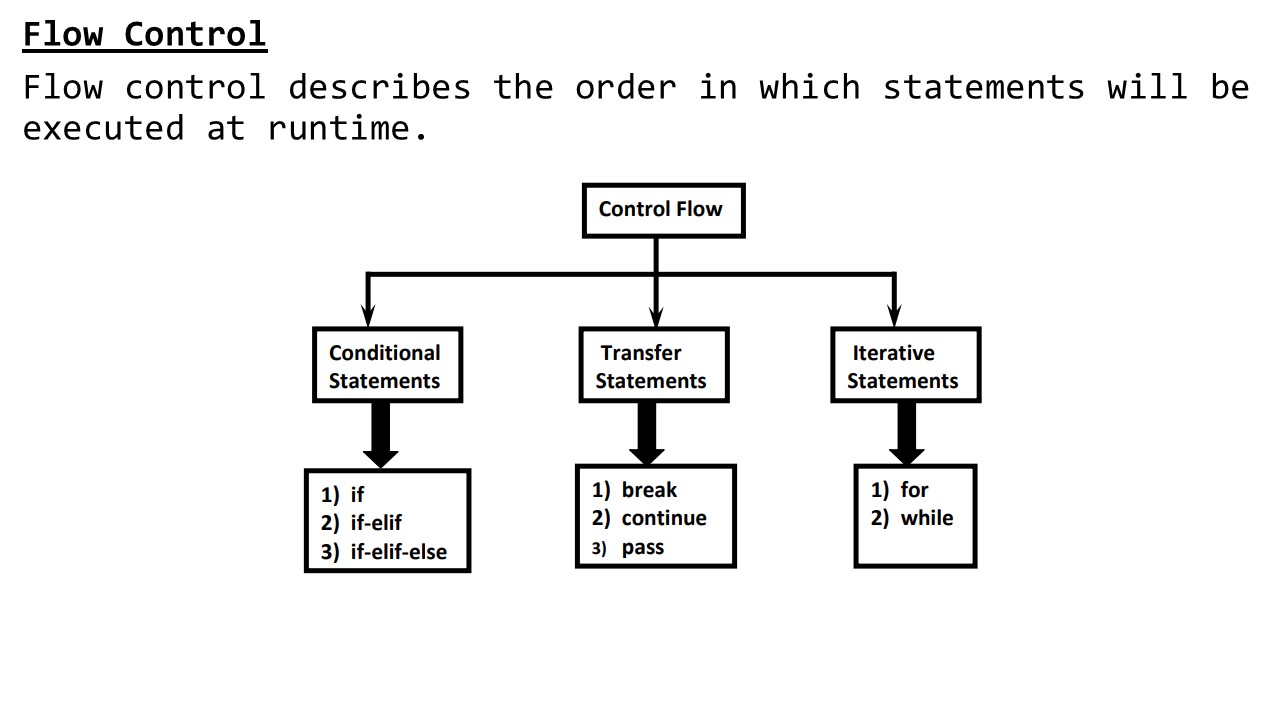 Flow Control
Flow control describes the order in which statements will be
executed at runtime.
Control Flow
Conditional
Statements
Transfer
Statements
Iterative
Statements
1) if
2) if-elif
3) if-elif-else
1) break
2) continue
3) pass
1) for
2) while